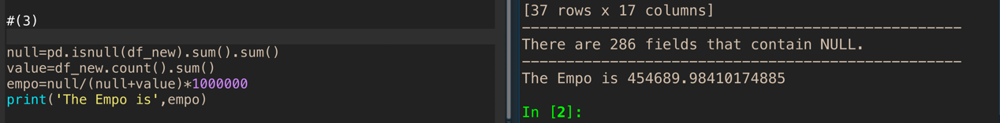 #(3)
null=pd.isnull(df_new).sum().sum()
value=df_new.count().sum()
empo=null/(null+value)*1000000
print('The Empo is',empo)
[37 rows x 17 columns]
--------------------------------------------------
There are 286 fields that contain NULL.
--------------------------------------------------
The Empo is 454689.98410174885
In [2]: